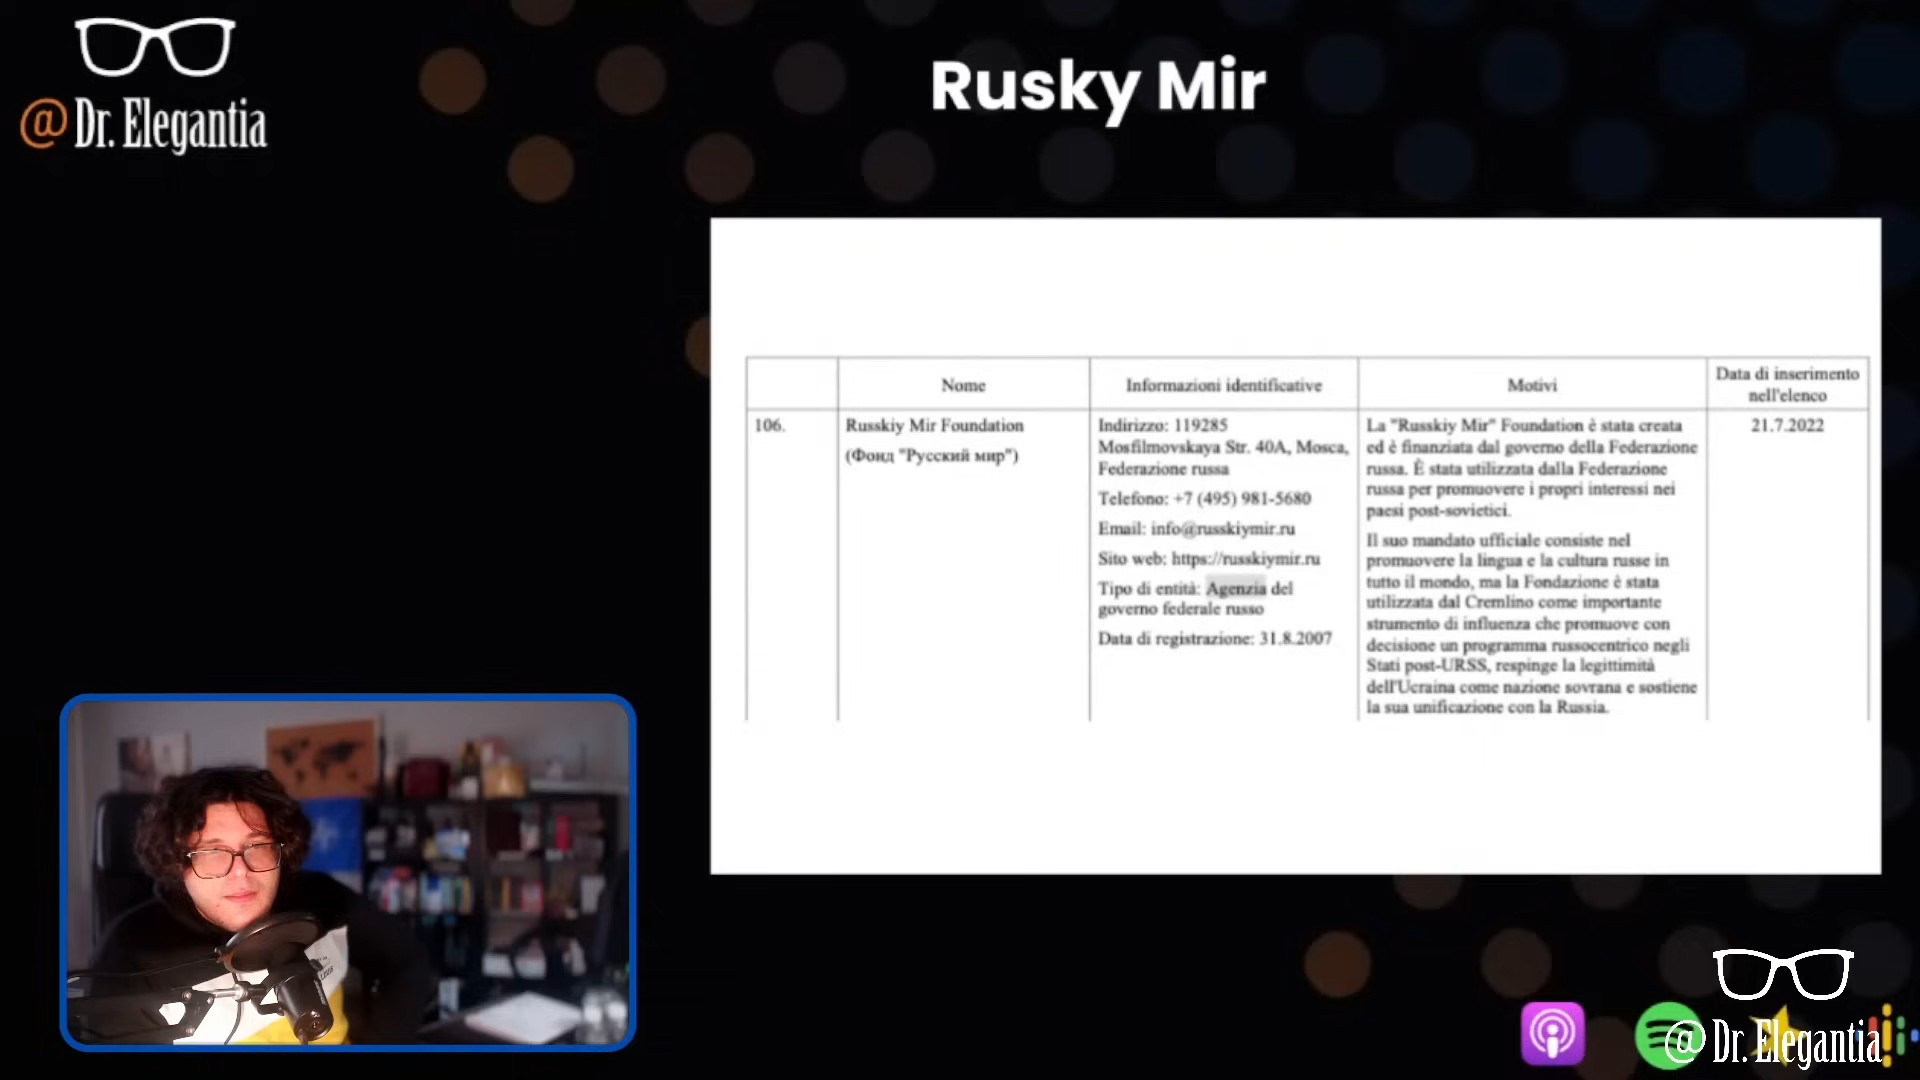 @ Dr. Elegantia
Rusky Mir
Nome
Informazioni identificative
Motivi
Data di inserimento
nell'elenco
106.
Russkiy Mir Foundation
(Фонд "Русский мир")
Indirizzo: 119285
Mosfilmovskaya Str. 40A, Mosca,
Federazione russa
Telefono: +7 (495) 981-5680
Email: info@russkiymir.ru
Sito web: https://russkiymir.ru
Tipo di entità: Agenzia del
governo federale russo
Data di registrazione: 31.8.2007
La "Russkiy Mir" Foundation è stata creata
ed è finanziata dal governo della Federazione
russa. È stata utilizzata dalla Federazione
russa per promuovere i propri interessi nei
paesi post-sovietici.
Il suo mandato ufficiale consiste nel
promuovere la lingua e la cultura russe in
tutto il mondo, ma la Fondazione è stata
utilizzata dal Cremlino come importante
strumento di influenza che promuove con
decisione un programma russocentrico negli
Stati post-URSS, respinge la legittimità
dell'Ucraina come nazione sovrana e sostiene
la sua unificazione con la Russia.
21.7.2022
@ Dr. Elegantia